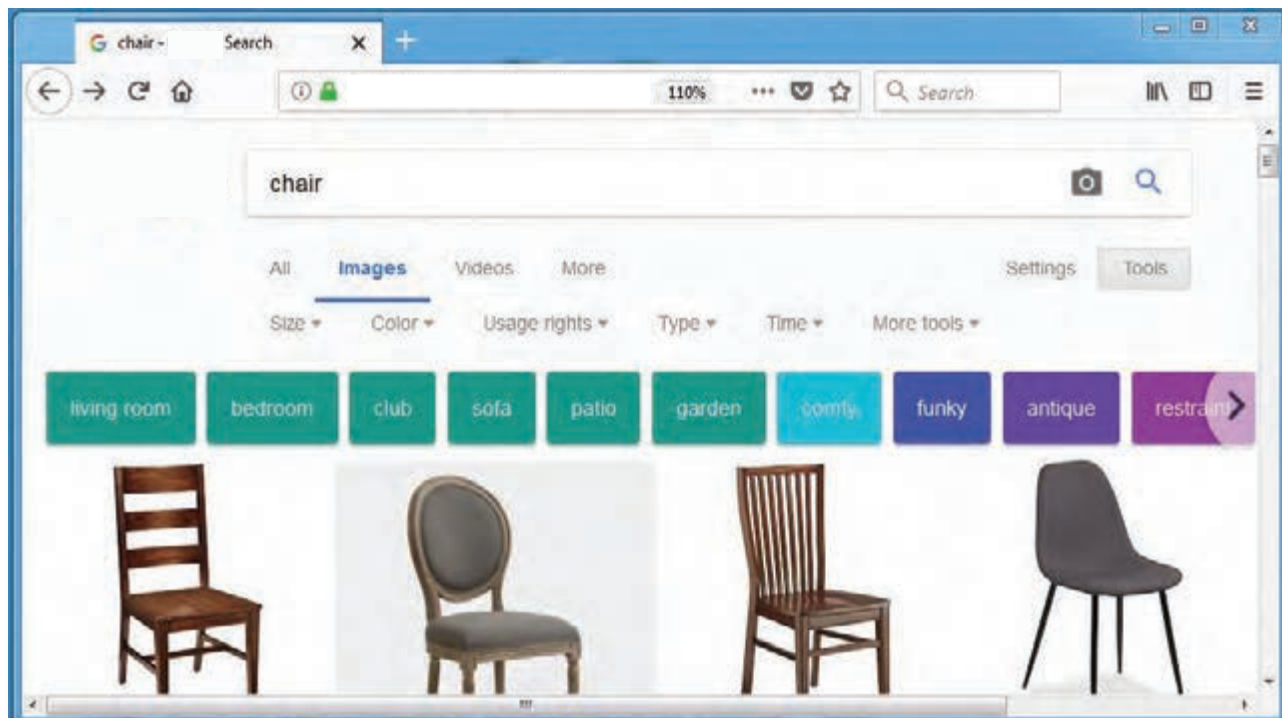 chair - Search
110% Search
chair
All Images Videos More Settings Tools
Size Color Usage rights Type Time More tools
living room bedroom club sofa patio garden comfy funky antique restraint